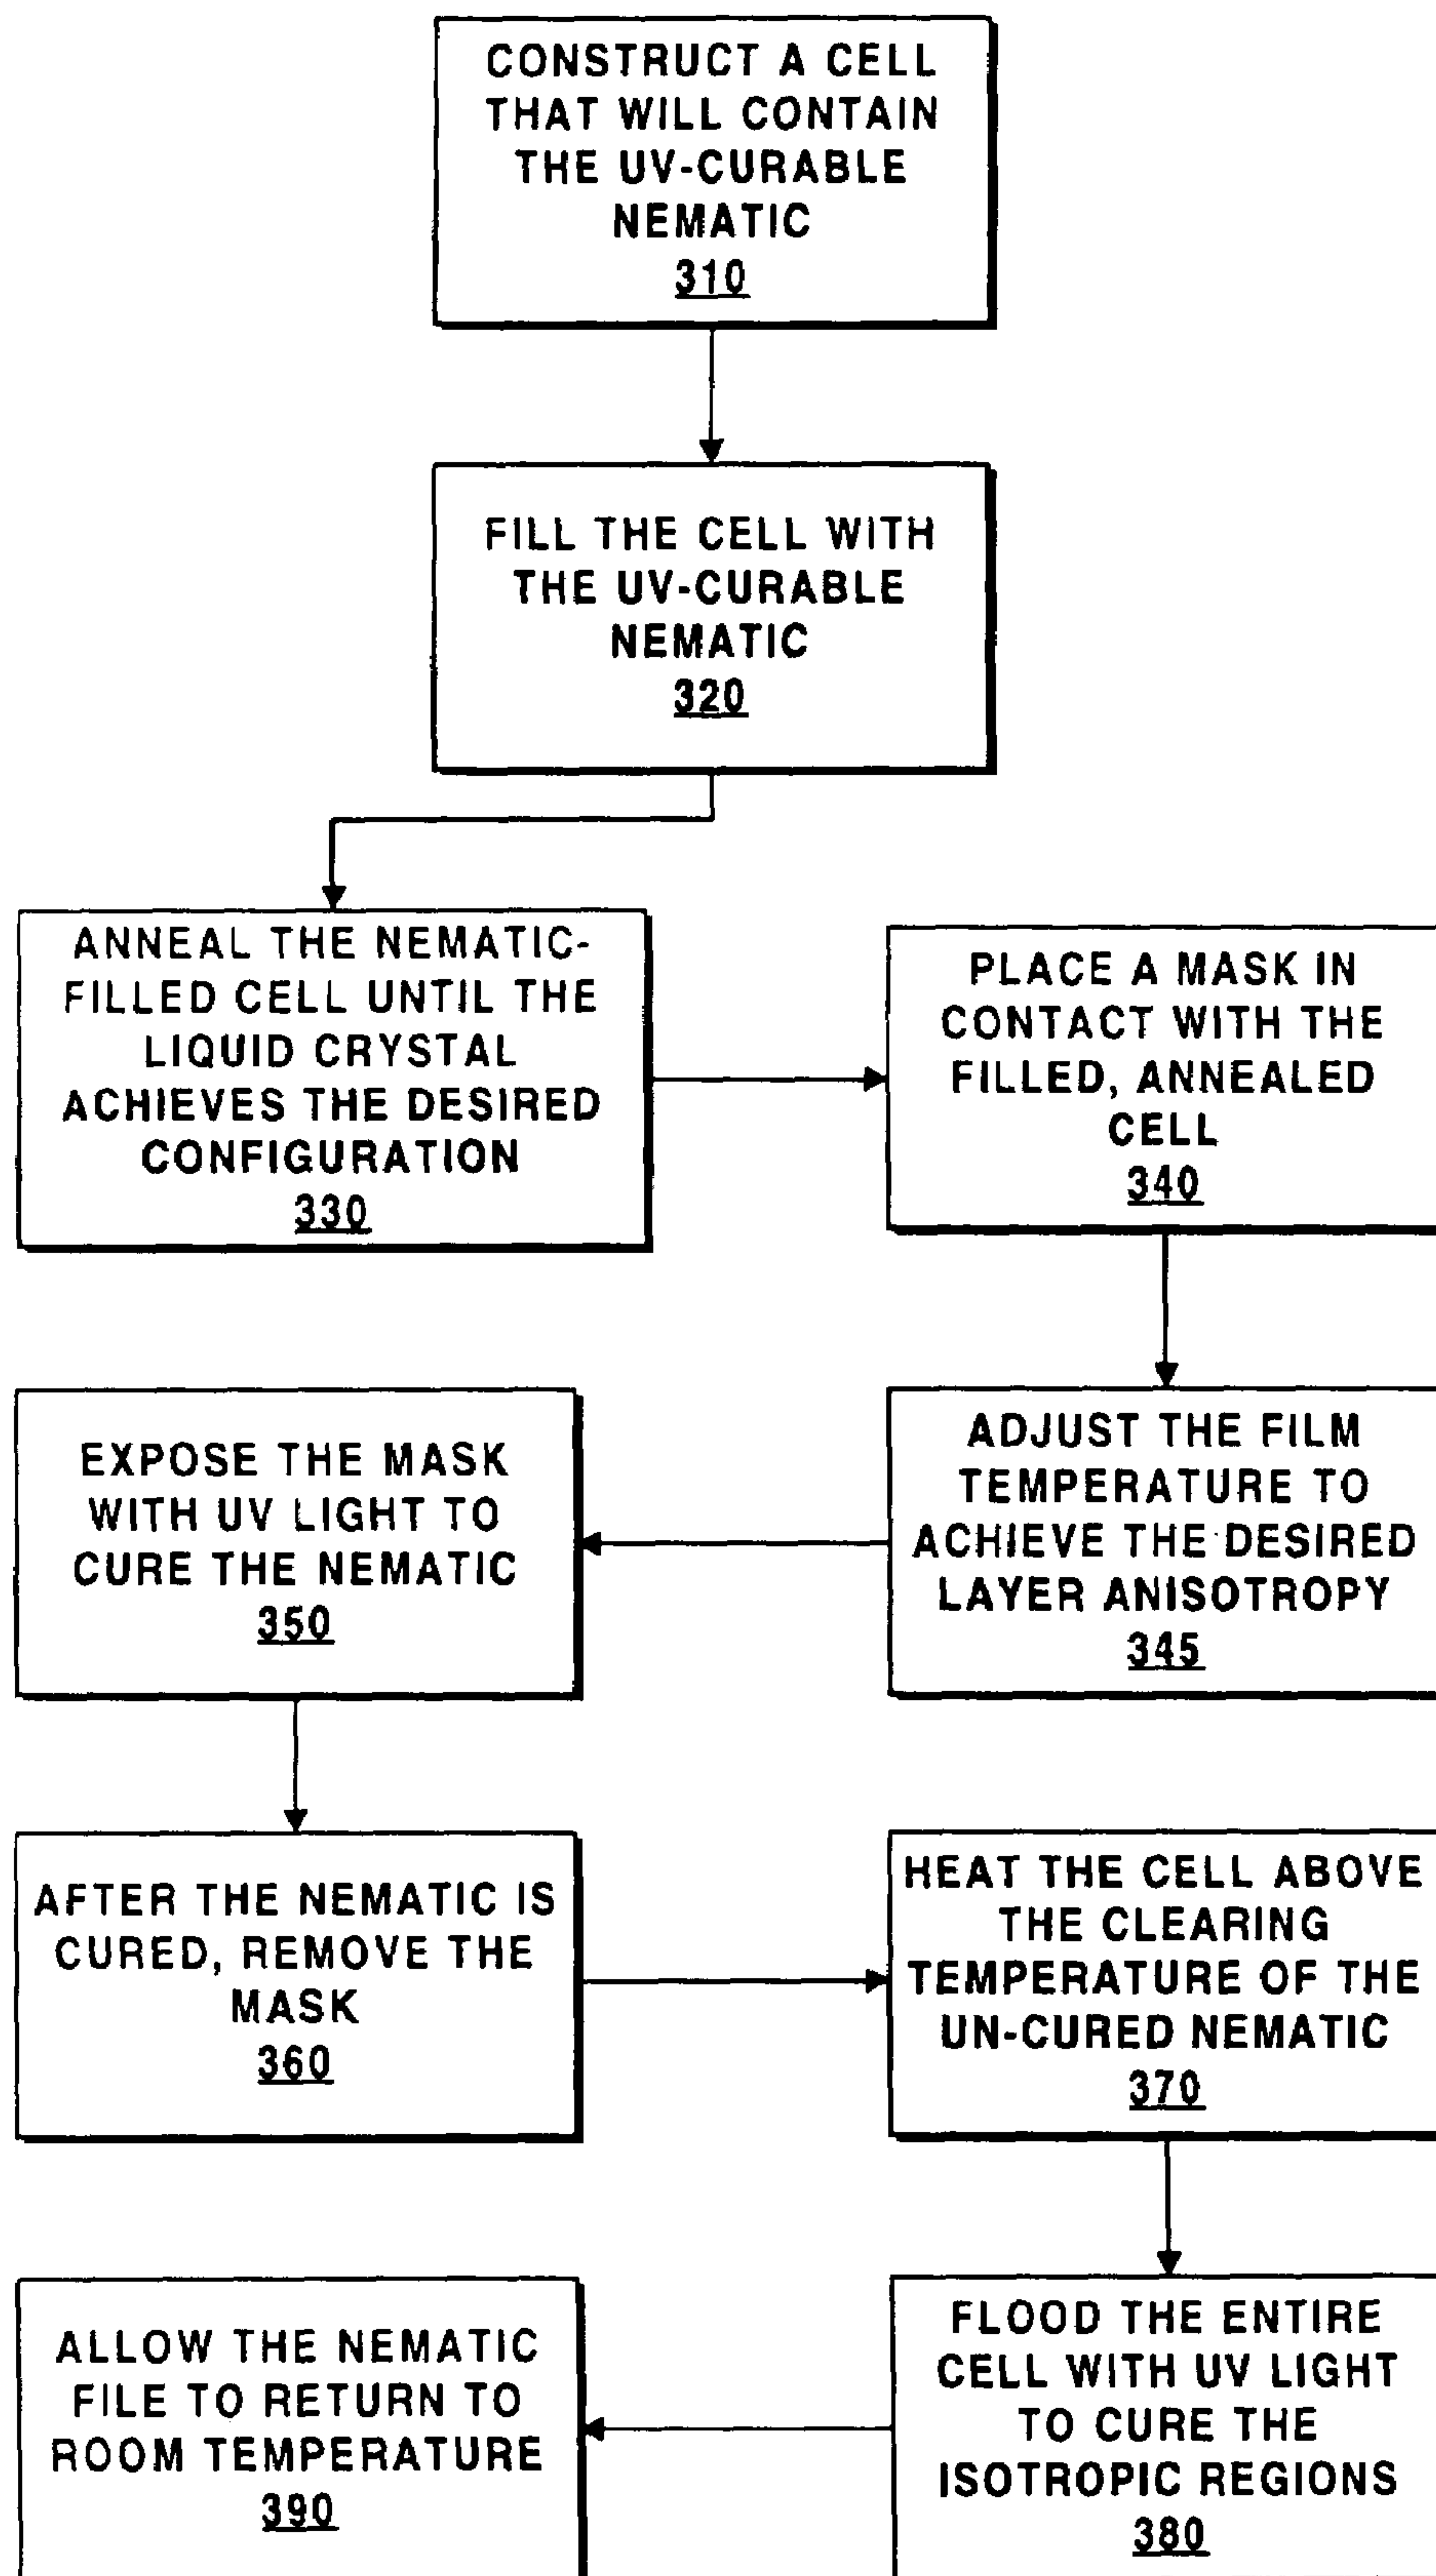 CONSTRUCT A CELL
THAT WILL CONTAIN
THE UV-CURABLE
NEMATIC
310
FILL THE CELL WITH
THE UV-CURABLE
NEMATIC
320
ANNEAL THE NEMATIC-
FILLED CELL UNTIL THE
LIQUID CRYSTAL
ACHIEVES THE DESIRED
CONFIGURATION
330
PLACE A MASK IN
CONTACT WITH THE
FILLED, ANNEALED
CELL
340
ADJUST THE FILM
TEMPERATURE TO
ACHIEVE THE DESIRED
LAYER ANISOTROPY
345
EXPOSE THE MASK
WITH UV LIGHT TO
CURE THE NEMATIC
350
AFTER THE NEMATIC IS
CURED, REMOVE THE
MASK
360
HEAT THE CELL ABOVE
THE CLEARING
TEMPERATURE OF THE
UN-CURED NEMATIC
370
FLOOD THE ENTIRE
CELL WITH UV LIGHT
TO CURE THE
ISOTROPIC REGIONS
380
ALLOW THE NEMATIC
FILE TO RETURN TO
ROOM TEMPERATURE
390